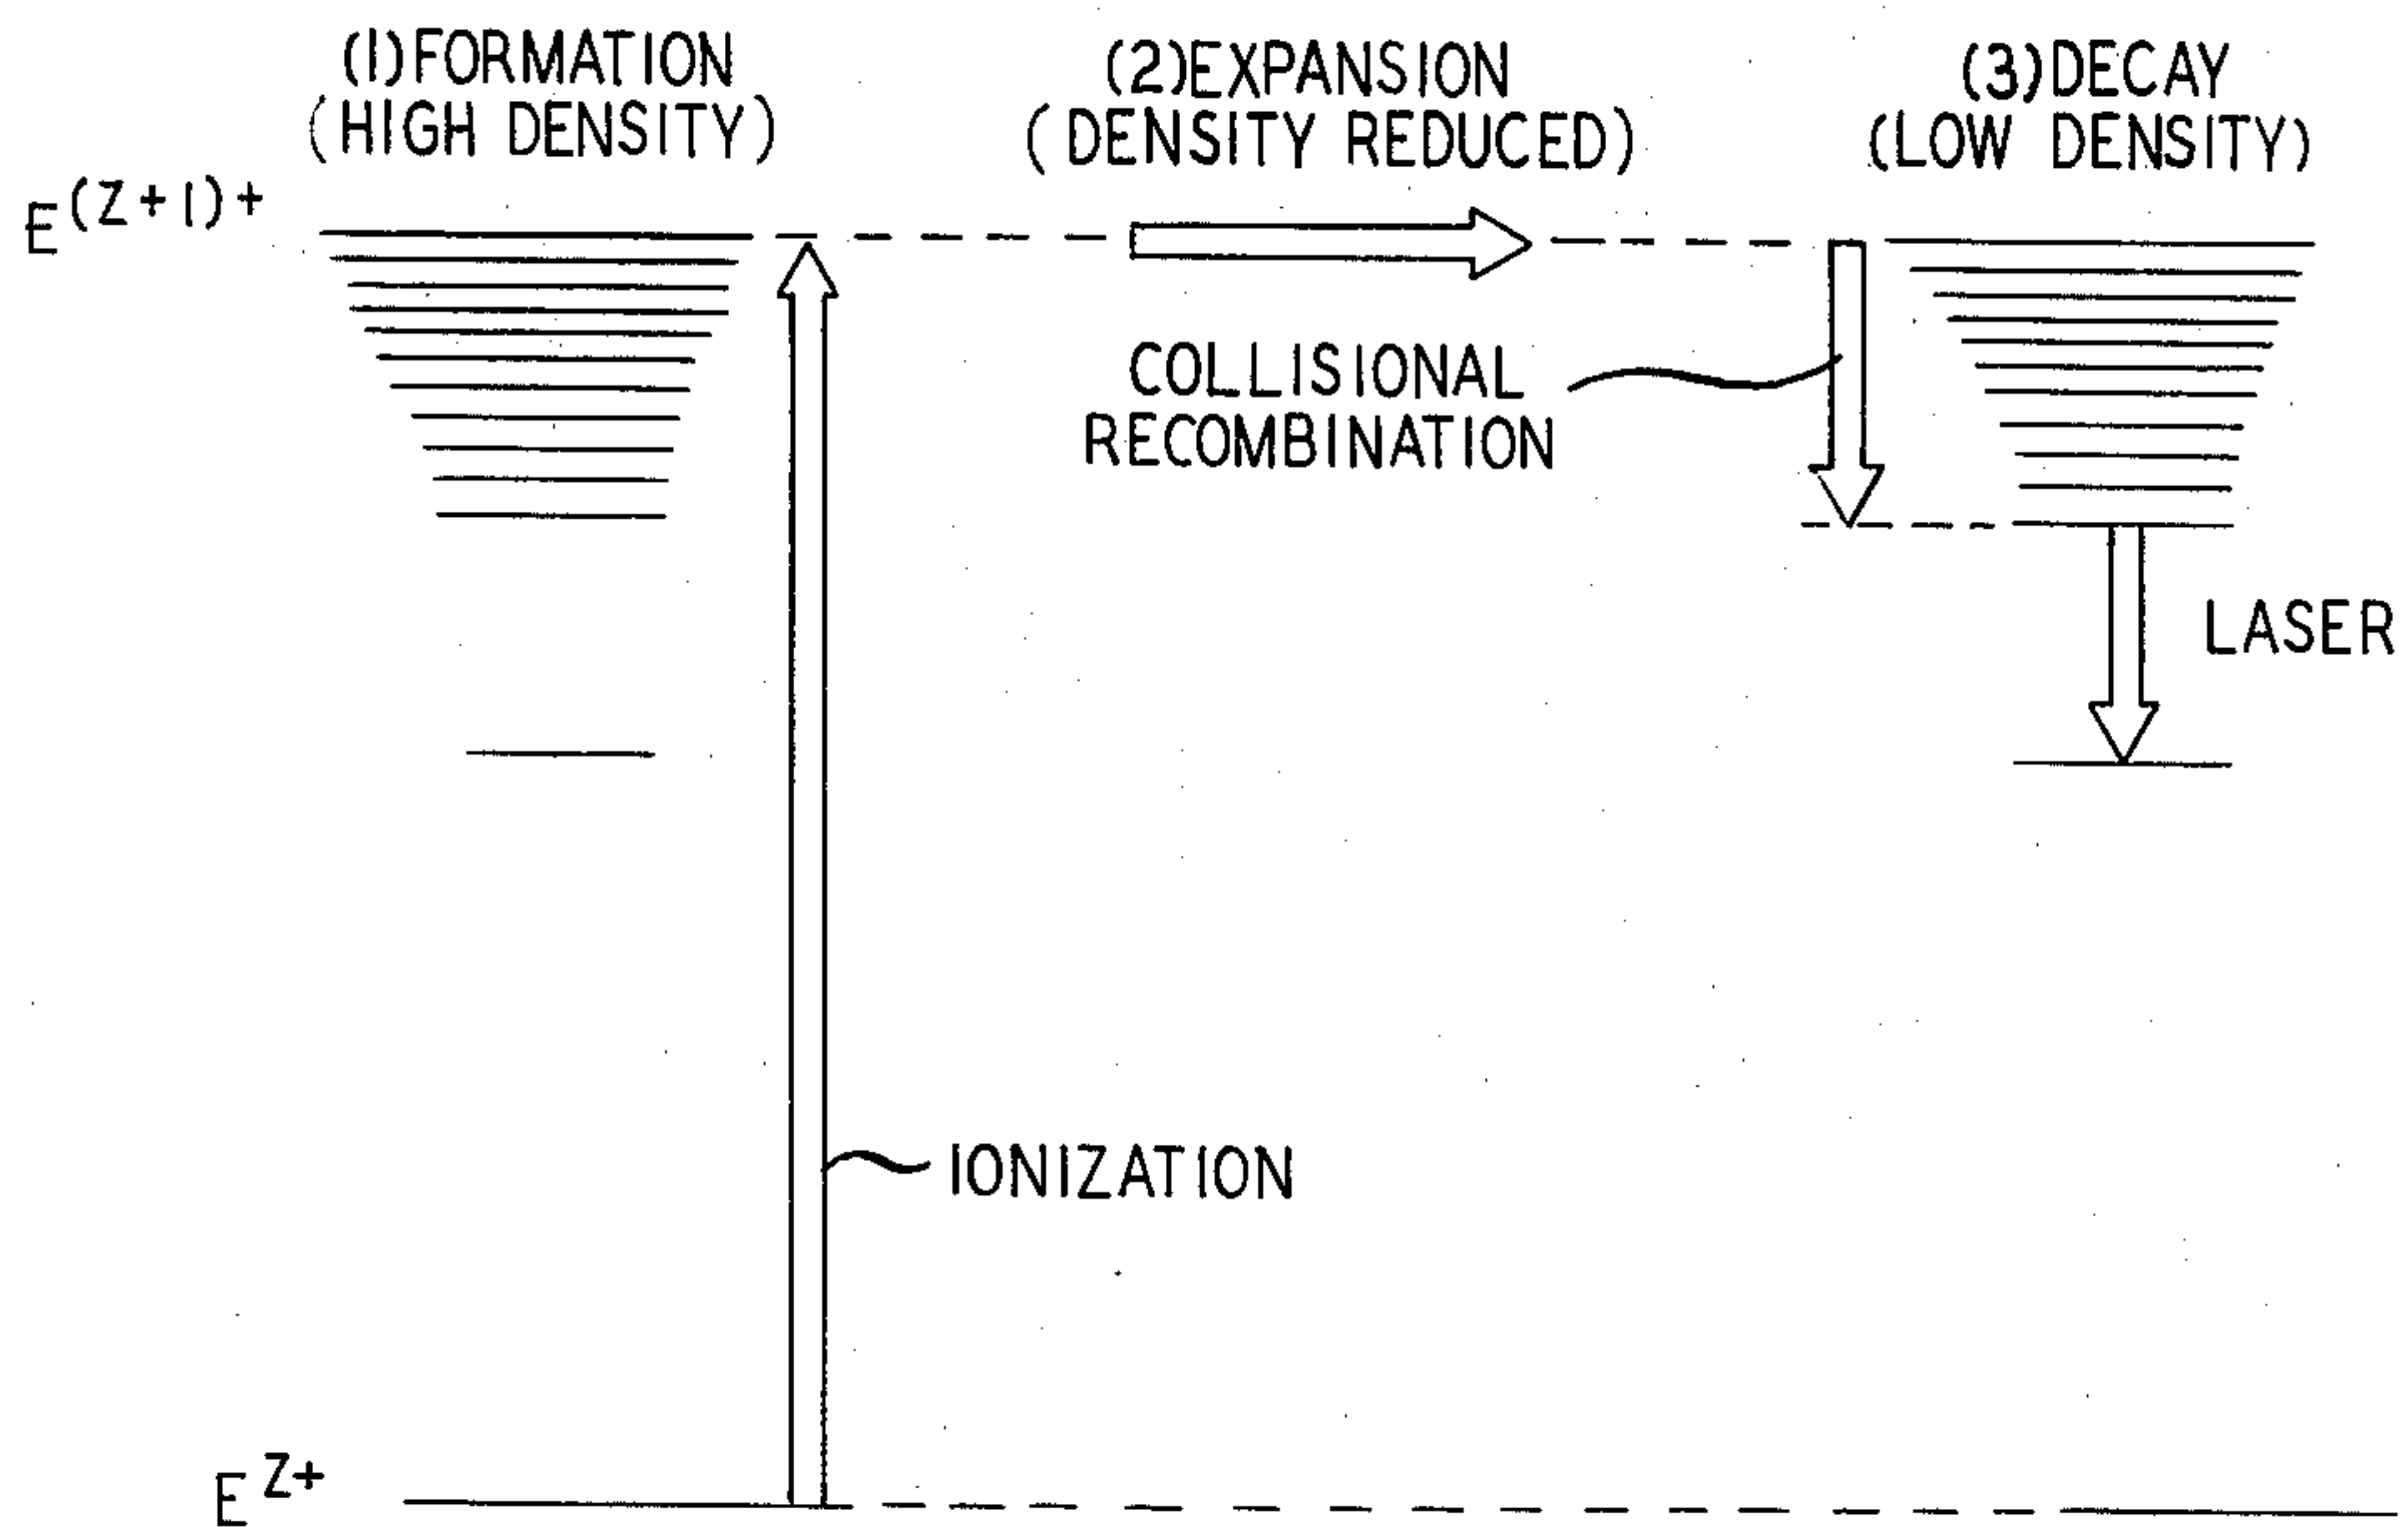 (1)FORMATION
(HIGH DENSITY)
(2)EXPANSION
(DENSITY REDUCED)
(3)DECAY
(LOW DENSITY)
E(Z+1)+
COLLISIONAL
RECOMBINATION
LASER
IONIZATION
EZ+